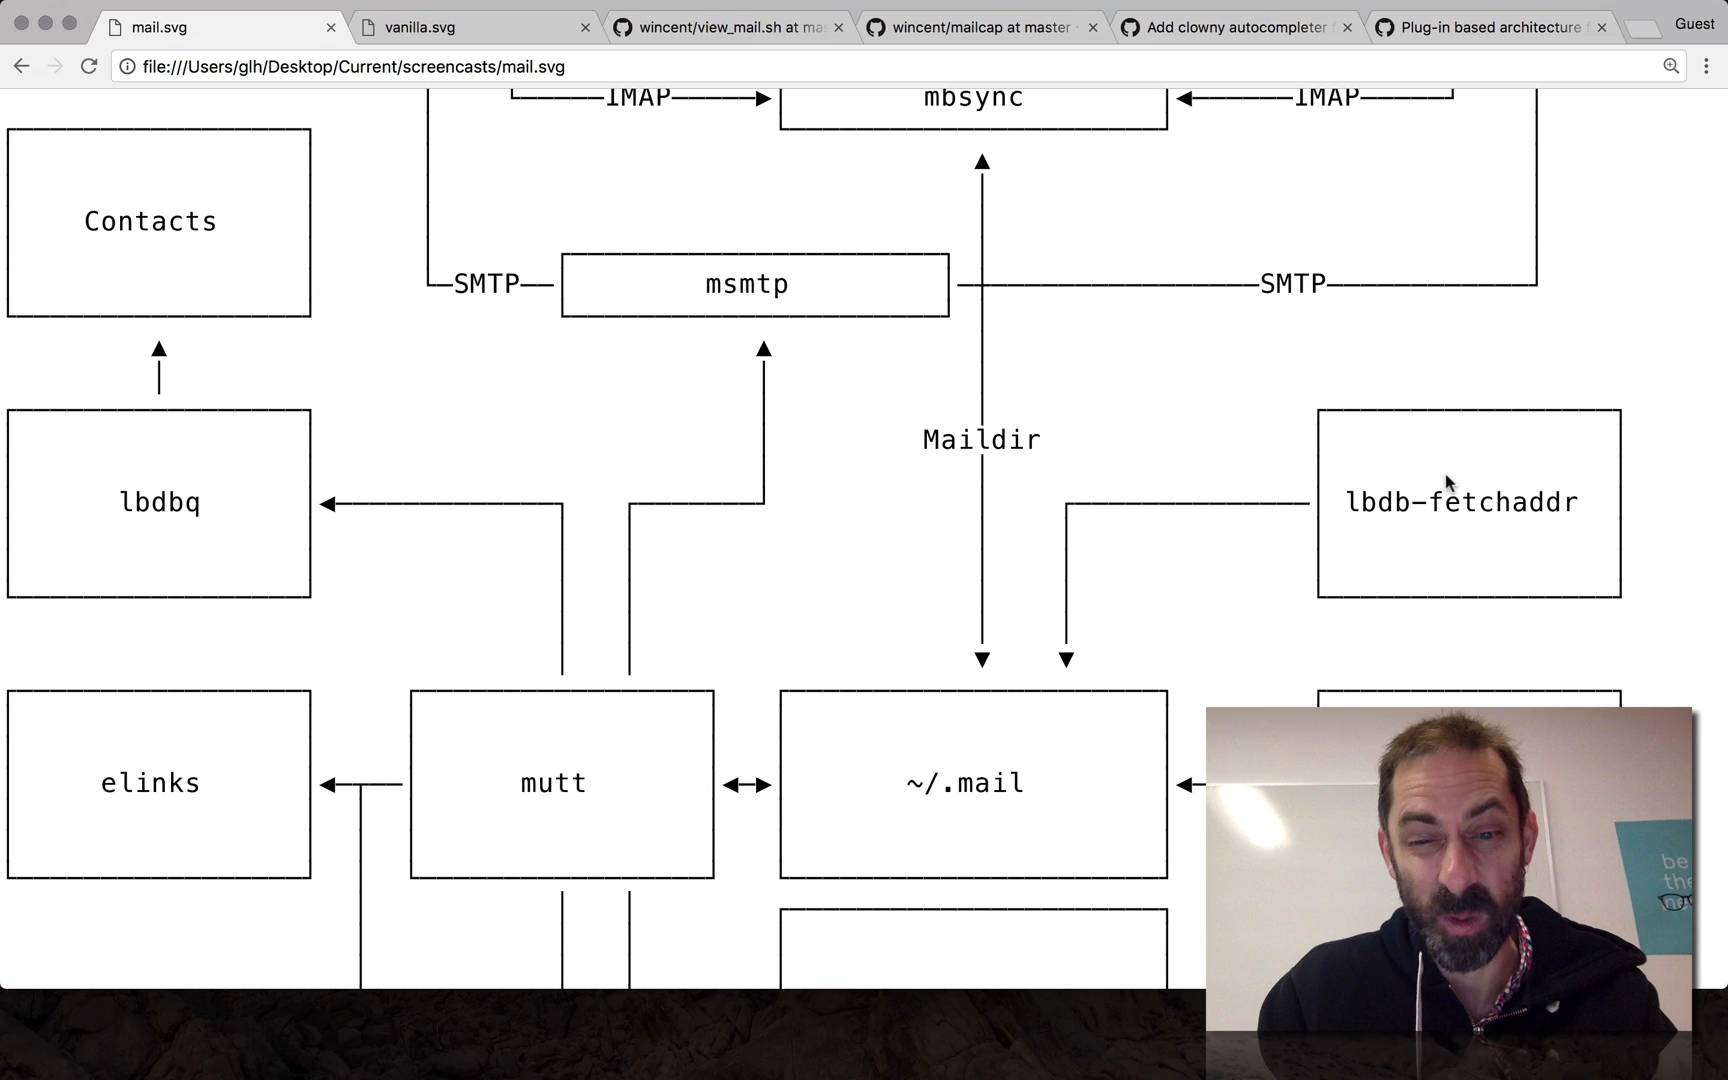 mail.svg
vanilla.svg
wincent/view_mail.sh at ma
wincent/mailcap at master
Add clowny autocompleter f
Plug-in based architecture f
Guest
file:///Users/glh/Desktop/Current/screencasts/mail.svg
IMAP
mbsync
IMAP
Contacts
SMTP
msmtp
SMTP
Maildir
lbdbq
lbdb-fetchaddr
elinks
mutt
~/.mail
be
the